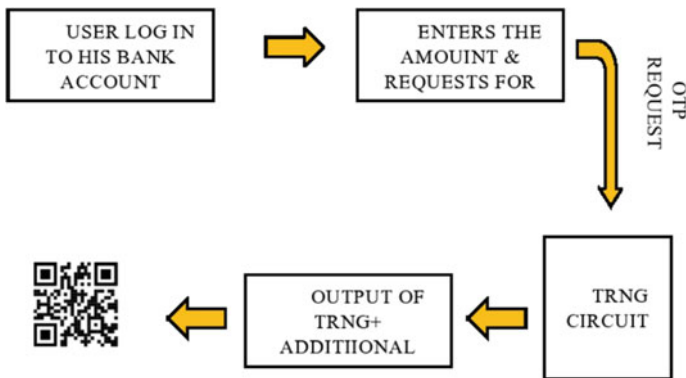 USER LOG IN
TO HIS BANK
ACCOUNT
ENTERS THE
AMOUINT &
REQUESTS FOR
OTP
REQUEST
TRNG
CIRCUIT
OUTPUT OF
TRNG+
ADDITIIONAL